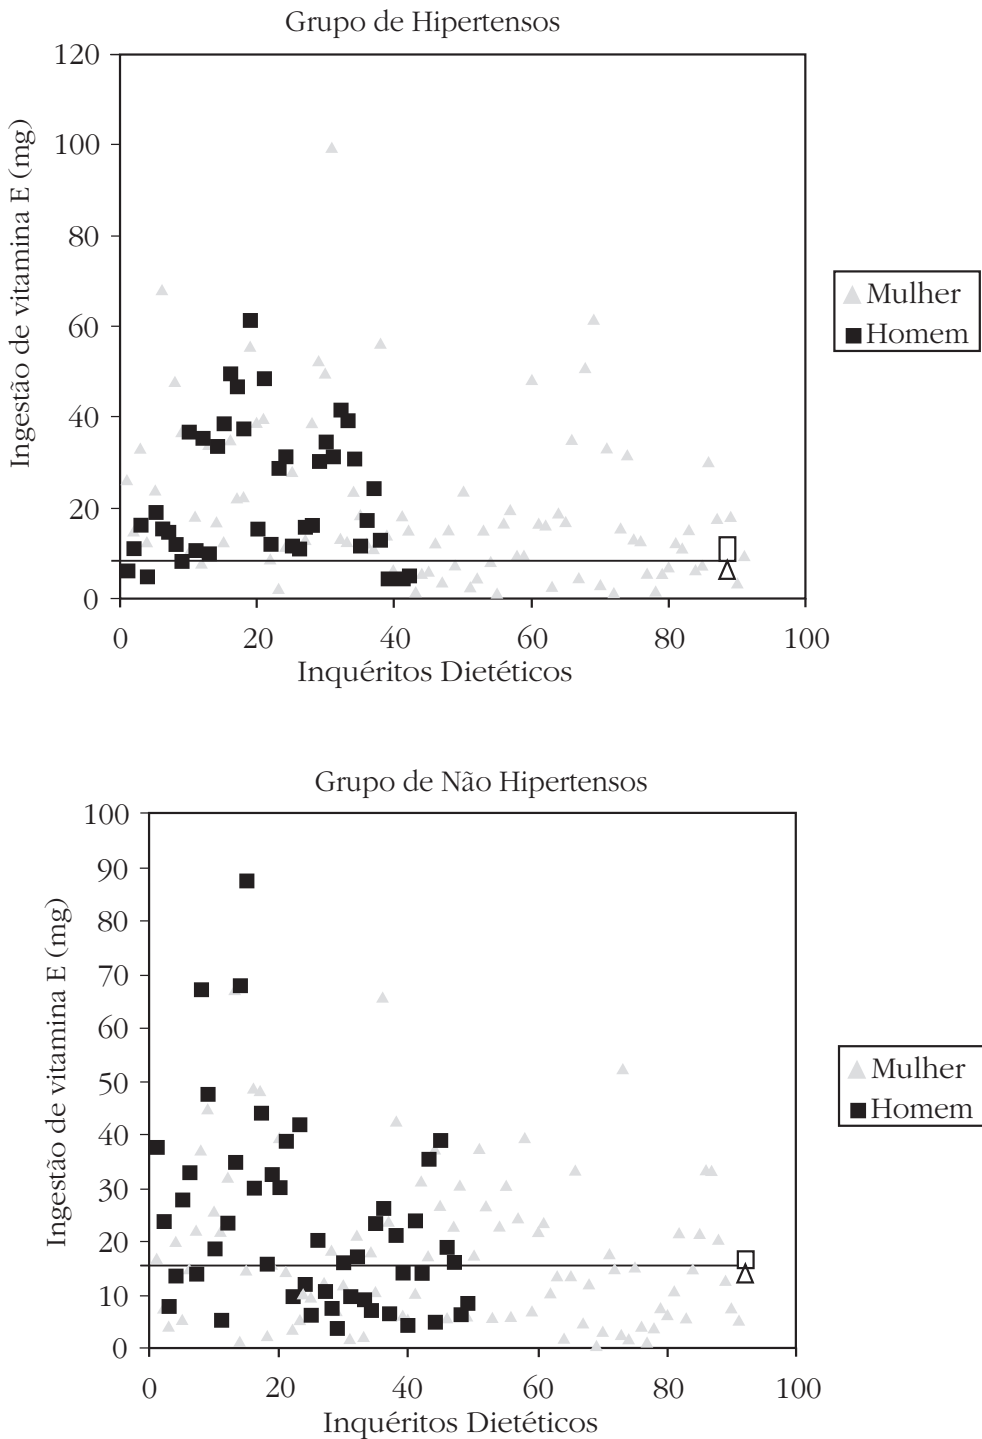 Grupo de Hipertensos
120
100
80
60
40
20
0
Ingestão de vitamina E (mg)
0 20 40 60 80 100
Inquéritos Dietéticos
Mulher
Homem
Grupo de Não Hipertensos
100
90
80
70
60
50
40
30
20
10
0
Ingestão de vitamina E (mg)
0 20 40 60 80 100
Inquéritos Dietéticos
Mulher
Homem